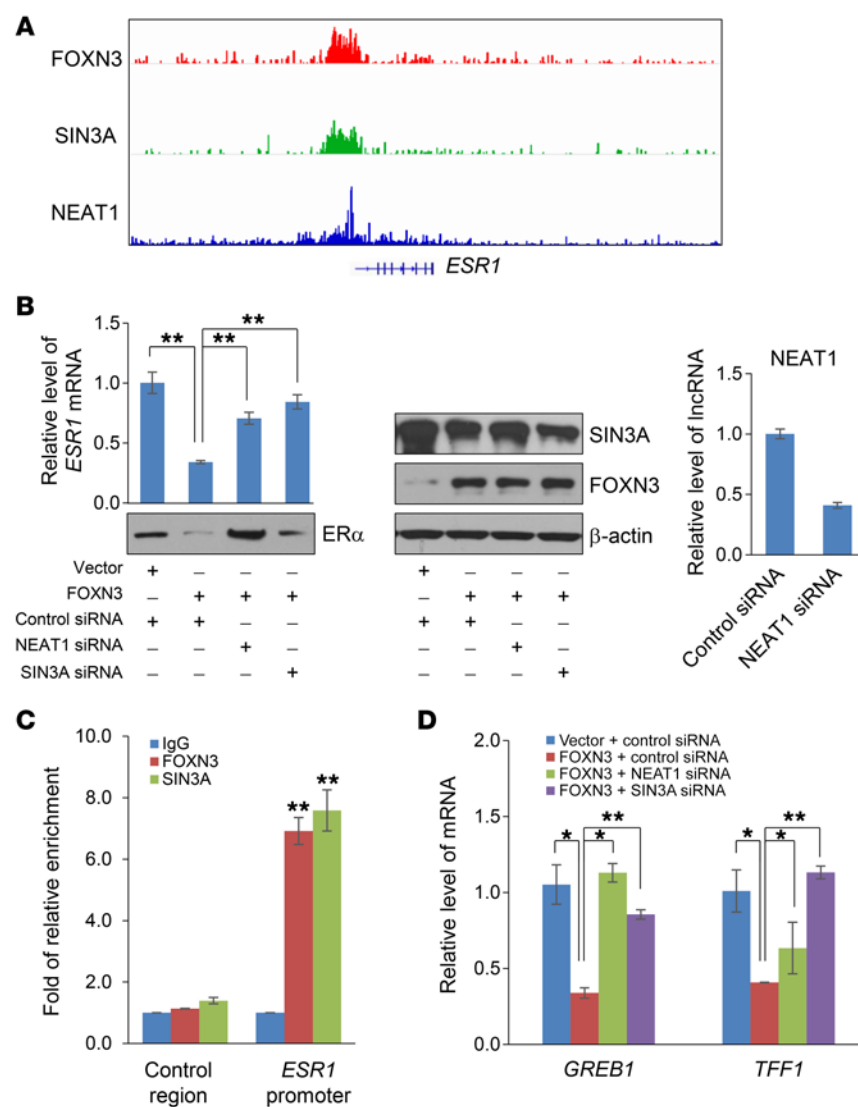 A
FOXN3
SIN3A
NEAT1
ESR1
B
Relative level of
ESR1 mRNA
1.5
1.0
0.5
0.0
** ** **
ERα
Vector + – – –
FOXN3 – + + +
Control siRNA + + – –
NEAT1 siRNA – – + –
SIN3A siRNA – – – +
SIN3A
FOXN3
β-actin
+ – – –
– + + +
+ + – –
– – + –
– – – +
NEAT1
Relative level of lncRNA
1.5
1.0
0.5
0.0
Control siRNA
NEAT1 siRNA
C
Fold of relative enrichment
10.0
8.0
6.0
4.0
2.0
0.0
IgG
FOXN3
SIN3A
** **
Control
region
ESR1
promoter
D
Relative level of mRNA
2.0
1.5
1.0
0.5
0.0
Vector + control siRNA
FOXN3 + control siRNA
FOXN3 + NEAT1 siRNA
FOXN3 + SIN3A siRNA
* * **
* * **
GREB1
TFF1